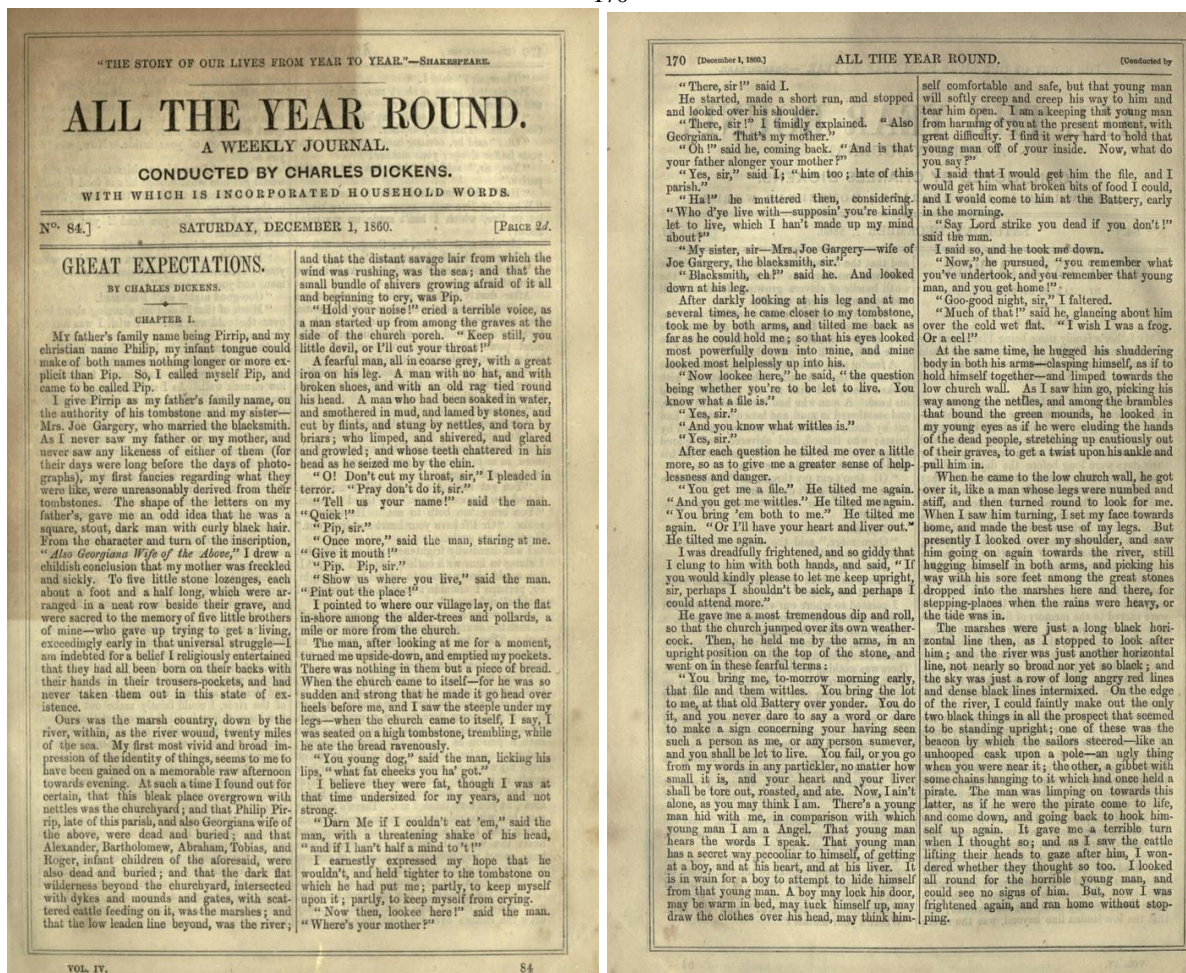 "THE STORY OF OUR LIVES FROM YEAR TO YEAR."—SHAKESPEARE.
ALL THE YEAR ROUND.
A WEEKLY JOURNAL.
CONDUCTED BY CHARLES DICKENS.
WITH WHICH IS INCORPORATED HOUSEHOLD WORDS.
No. 84.] SATURDAY, DECEMBER 1, 1860. [PRICE 2d.
GREAT EXPECTATIONS.
BY CHARLES DICKENS.
CHAPTER I.
My father's family name being Pirrip, and my
christian name Philip, my infant tongue could
make of both names nothing longer or more ex-
plicit than Pip. So, I called myself Pip, and
came to be called Pip.
I give Pirrip as my father's family name, on
the authority of his tombstone and my sister—
Mrs. Joe Gargery, who married the blacksmith.
As I never saw my father or my mother, and
never saw any likeness of either of them (for
their days were long before the days of photo-
graphs), my first fancies regarding what they
were like, were unreasonably derived from their
tombstones. The shape of the letters on my
father's, gave me an odd idea that he was a
square, stout, dark man with curly black hair.
From the character and turn of the inscription,
"Also Georgiana Wife of the Above," I drew a
childish conclusion that my mother was freckled
and sickly. To five little stone lozenges, each
about a foot and a half long, which were ar-
ranged in a neat row beside their grave, and
were sacred to the memory of five little brothers
of mine—who gave up trying to get a living,
exceedingly early in that universal struggle—I
am indebted for a belief I religiously entertained
that they had all been born on their backs with
their hands in their trousers-pockets, and had
never taken them out in this state of ex-
istence.
Ours was the marsh country, down by the
river, within, as the river wound, twenty miles
of the sea. My first most vivid and broad im-
pression of the identity of things, seems to me to
have been gained on a memorable raw afternoon
towards evening. At such a time I found out for
certain, that this bleak place overgrown with
nettles was the churchyard; and that Philip Pir-
rip, late of this parish, and also Georgiana wife of
the above, were dead and buried; and that
Alexander, Bartholomew, Abraham, Tobias, and
Roger, infant children of the aforesaid, were
also dead and buried; and that the dark flat
wilderness beyond the churchyard, intersected
with dykes and mounds and gates, with scat-
tered cattle feeding on it, was the marshes; and
that the low leaden line beyond, was the river;
and that the distant savage lair from which the
wind was rushing, was the sea; and that the
small bundle of shivers growing afraid of it all
and beginning to cry, was Pip.
"Hold your noise!" cried a terrible voice, as
a man started up from among the graves at the
side of the church porch. "Keep still, you
little devil, or I'll cut your throat!"
A fearful man, all in coarse grey, with a great
iron on his leg. A man with no hat, and with
broken shoes, and with an old rag tied round
his head. A man who had been soaked in water,
and smothered in mud, and lamed by stones, and
cut by flints, and stung by nettles, and torn by
briars; who limped, and shivered, and glared
and growled; and whose teeth chattered in his
head as he seized me by the chin.
"O! Don't cut my throat, sir," I pleaded in
terror. "Pray don't do it, sir."
"Tell us your name!" said the man.
"Quick!"
"Pip, sir."
"Once more," said the man, staring at me.
"Give it mouth!"
"Pip. Pip, sir."
"Show us where you live," said the man.
"Pint out the place!"
I pointed to where our village lay, on the flat
in-shore among the alder-trees and pollards, a
mile or more from the church.
The man, after looking at me for a moment,
turned me upside-down, and emptied my pockets.
There was nothing in them but a piece of bread.
When the church came to itself—for he was so
sudden and strong that he made it go head over
heels before me, and I saw the steeple under my
legs—when the church came to itself, I say, I
was seated on a high tombstone, trembling, while
he ate the bread ravenously.
"You young dog," said the man, licking his
lips, "what fat cheeks you ha' got."
I believe they were fat, though I was at
that time undersized for my years, and not
strong.
"Darn Me if I couldn't eat 'em," said the
man, with a threatening shake of his head,
"and if I han't half a mind to 't!"
I earnestly expressed my hope that he
wouldn't, and held tighter to the tombstone on
which he had put me; partly, to keep myself
upon it; partly, to keep myself from crying.
"Now then, lookee here!" said the man.
"Where's your mother?"
VOL. IV. 84
170 [December 1, 1860.] ALL THE YEAR ROUND. [Conducted by
"There, sir!" said I.
He started, made a short run, and stopped
and looked over his shoulder.
"There, sir!" I timidly explained. "Also
Georgiana. That's my mother."
"Oh!" said he, coming back. "And is that
your father alonger your mother?"
"Yes, sir," said I; "him too; late of this
parish."
"Ha!" he muttered then, considering.
"Who d'ye live with—supposin' you're kindly
let to live, which I han't made up my mind
about?"
"My sister, sir—Mrs. Joe Gargery—wife of
Joe Gargery, the blacksmith, sir."
"Blacksmith, eh?" said he. And looked
down at his leg.
After darkly looking at his leg and at me
several times, he came closer to my tombstone,
took me by both arms, and tilted me back as
far as he could hold me; so that his eyes looked
most powerfully down into mine, and mine
looked most helplessly up into his.
"Now lookee here," he said, "the question
being whether you're to be let to live. You
know what a file is."
"Yes, sir."
"And you know what wittles is."
"Yes, sir."
After each question he tilted me over a little
more, so as to give me a greater sense of help-
lessness and danger.
"You get me a file." He tilted me again.
"And you get me wittles." He tilted me again.
"You bring 'em both to me." He tilted me
again. "Or I'll have your heart and liver out."
He tilted me again.
I was dreadfully frightened, and so giddy that
I clung to him with both hands, and said, "If
you would kindly please to let me keep upright,
sir, perhaps I shouldn't be sick, and perhaps I
could attend more."
He gave me a most tremendous dip and roll,
so that the church jumped over its own weather-
cock. Then, he held me by the arms, in an
upright position on the top of the stone, and
went on in these fearful terms:
"You bring me, to-morrow morning early,
that file and them wittles. You bring the lot
to me, at that old Battery over yonder. You do
it, and you never dare to say a word or dare
to make a sign concerning your having seen
such a person as me, or any person sumever,
and you shall be let to live. You fail, or you go
from my words in any partickler, no matter how
small it is, and your heart and your liver
shall be tore out, roasted, and ate. Now, I ain't
alone, as you may think I am. There's a young
man hid with me, in comparison with which
young man I am a Angel. That young man
hears the words I speak. That young man
has a secret way pecooliar to himself, of getting
at a boy, and at his heart, and at his liver. It
is in wain for a boy to attempt to hide himself
from that young man. A boy may lock his door,
may be warm in bed, may tuck himself up, may
draw the clothes over his head, may think him-
self comfortable and safe, but that young man
will softly creep and creep his way to him and
tear him open. I am a keeping that young man
from harming of you at the present moment, with
great difficulty. I find it wery hard to hold that
young man off of your inside. Now, what do
you say?"
I said that I would get him the file, and I
would get him what broken bits of food I could,
and I would come to him at the Battery, early
in the morning.
"Say Lord strike you dead if you don't!"
said the man.
I said so, and he took me down.
"Now," he pursued, "you remember what
you've undertook, and you remember that young
man, and you get home!"
"Goo-good night, sir," I faltered.
"Much of that!" said he, glancing about him
over the cold wet flat. "I wish I was a frog.
Or a eel!"
At the same time, he hugged his shuddering
body in both his arms—clasping himself, as if to
hold himself together—and limped towards the
low church wall. As I saw him go, picking his
way among the nettles, and among the brambles
that bound the green mounds, he looked in
my young eyes as if he were eluding the hands
of the dead people, stretching up cautiously out
of their graves, to get a twist upon his ankle and
pull him in.
When he came to the low church wall, he got
over it, like a man whose legs were numbed and
stiff, and then turned round to look for me.
When I saw him turning, I set my face towards
home, and made the best use of my legs. But
presently I looked over my shoulder, and saw
him going on again towards the river, still
hugging himself in both arms, and picking his
way with his sore feet among the great stones
dropped into the marshes here and there, for
stepping-places when the rains were heavy, or
the tide was in.
The marshes were just a long black hori-
zontal line then, as I stopped to look after
him; and the river was just another horizontal
line, not nearly so broad nor yet so black; and
the sky was just a row of long angry red lines
and dense black lines intermixed. On the edge
of the river, I could faintly make out the only
two black things in all the prospect that seemed
to be standing upright; one of these was the
beacon by which the sailors steered—like an
unhooped cask upon a pole—an ugly thing
when you were near it; the other, a gibbet with
some chains hanging to it which had once held a
pirate. The man was limping on towards this
latter, as if he were the pirate come to life,
and come down, and going back to hook him-
self up again. It gave me a terrible turn
when I thought so; and as I saw the cattle
lifting their heads to gaze after him, I won-
dered whether they thought so too. I looked
all round for the horrible young man, and
could see no signs of him. But, now I was
frightened again, and ran home without stop-
ping.